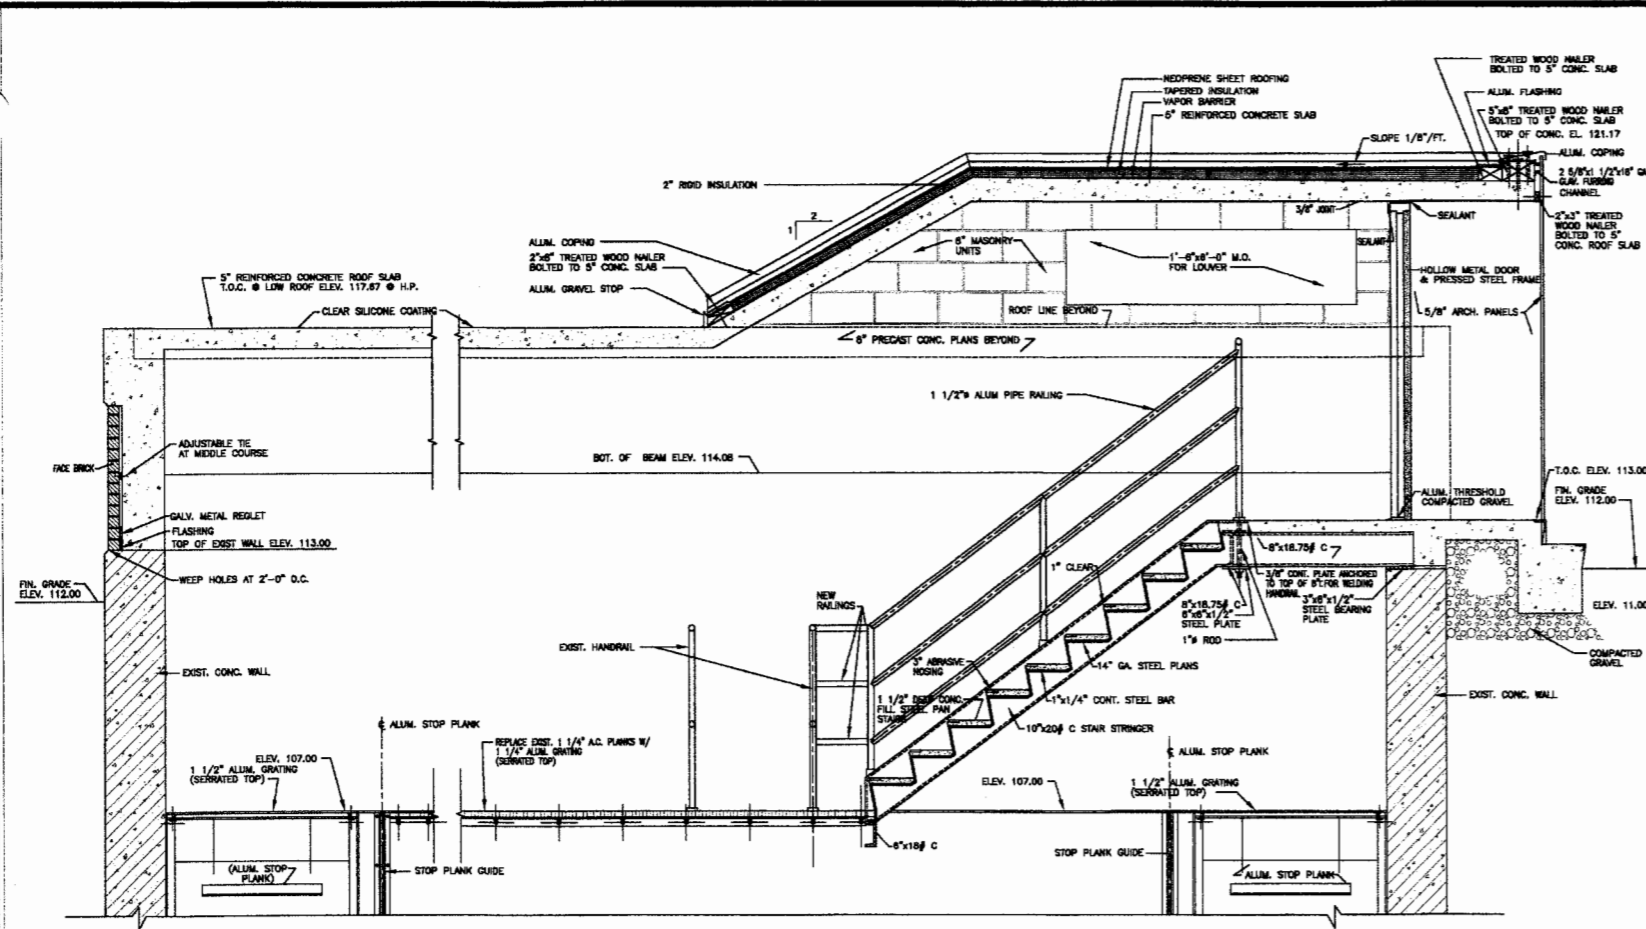 TREATED WOOD NAILER
BOLTED TO 5" CONC. SLAB
NEOPRENE SHEET ROOFING
TAPERED INSULATION
VAPOR BARRIER
5" REINFORCED CONCRETE SLAB
ALUM. FLASHING
5"x8" TREATED WOOD NAILER
BOLTED TO 5" CONC. SLAB
TOP OF CONC. EL. 121.17
SLOPE 1/8"/FT.
ALUM. COPING
2 5/8"x1 1/2"x18" GA
FURRING
CHANNEL
2" RIGID INSULATION
3/8" JOINT
SEALANT
2"x3" TREATED
WOOD NAILER
BOLTED TO 5"
CONC. ROOF SLAB
2
1
ALUM. COPING
2"x6" TREATED WOOD NAILER
BOLTED TO 5" CONC. SLAB
ALUM. GRAVEL STOP
8" MASONRY
UNITS
1'-6"x6'-0" M.O.
FOR LOUVER
SEALANT
HOLLOW METAL DOOR
& PRESSED STEEL FRAME
5" REINFORCED CONCRETE ROOF SLAB
T.O.C. @ LOW ROOF ELEV. 117.67 @ H.P.
CLEAR SILICONE COATING
ROOF LINE BEYOND
5/8" ARCH. PANELS
8" PRECAST CONC. PLANS BEYOND
1 1/2"ø ALUM PIPE RAILING
ADJUSTABLE TIE
AT MIDDLE COURSE
FACE BRICK
BOT. OF BEAM ELEV. 114.08
T.O.C. ELEV. 113.00
FIN. GRADE
ELEV. 112.00
ALUM. THRESHOLD
COMPACTED GRAVEL
GALV. METAL REGLET
FLASHING
TOP OF EXIST WALL ELEV. 113.00
WEEP HOLES AT 2'-0" O.C.
FIN. GRADE
ELEV. 112.00
8"x18.75# C
1" CLEAR
3/8" CONT. PLATE ANCHORED
TO TOP OF 8"[ FOR WELDING
HANDRAIL
3"x6"x1/2"
STEEL BEARING
PLATE
8"x18.75# C
6"x6"x1/2"
STEEL PLATE
1"ø ROD
ELEV. 11.00
NEW
RAILINGS
EXIST. HANDRAIL
COMPACTED
GRAVEL
EXIST. CONC. WALL
3" ABRASIVE
NOSING
14" GA. STEEL PLANS
1 1/2" DEEP CONC.
FILL STEEL PAN
STAIRS
1"x1/4" CONT. STEEL BAR
EXIST. CONC. WALL
10"x20# C STAIR STRINGER
℄ ALUM. STOP PLANK
REPLACE EXIST. 1 1/4" A.C. PLANKS W/
1 1/4" ALUM. GRATING
(SERRATED TOP)
℄ ALUM. STOP PLANK
ELEV. 107.00
1 1/2" ALUM. GRATING
(SERRATED TOP)
ELEV. 107.00
1 1/2" ALUM. GRATING
(SERRATED TOP)
6"x18# C
STOP PLANK GUIDE
STOP PLANK GUIDE
(ALUM. STOP
PLANK)
ALUM. STOP PLANK